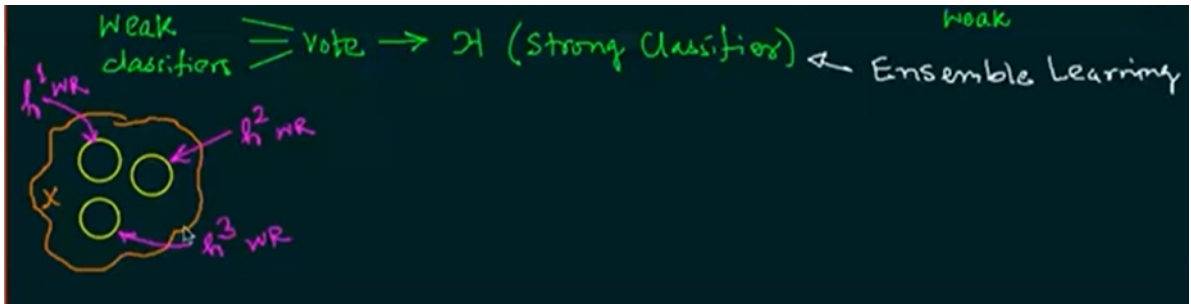 Weak classifiers Vote → H (Strong Classifier)
weak
Ensemble Learning
h¹ WR
h² WR
X
h³ WR